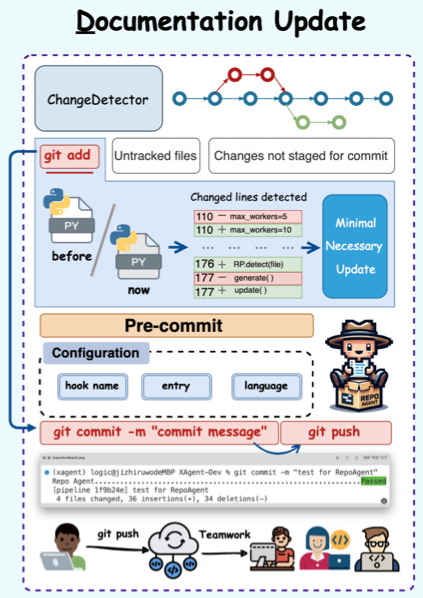 Documentation Update
ChangeDetector
git add
Untracked files
Changes not staged for commit
Changed lines detected
PY
before
PY
now
110 − max_workers=5
110 + max_workers=10
... ... ... ...
176 + RP.detect(file)
177 − generate( )
177 + update( )
Minimal
Necessary
Update
Pre-commit
Configuration
hook name
entry
language
REPO
AGENT
git commit -m "commit message"
git push
(xagent) logic@jizhiruwodeMBP XAgent-Dev % git commit -m "test for RepoAgent"
Repo Agent................................................................Passed
[pipeline 1f9b24e] test for RepoAgent
4 files changed, 36 insertions(+), 34 deletions(-)
git push
Teamwork